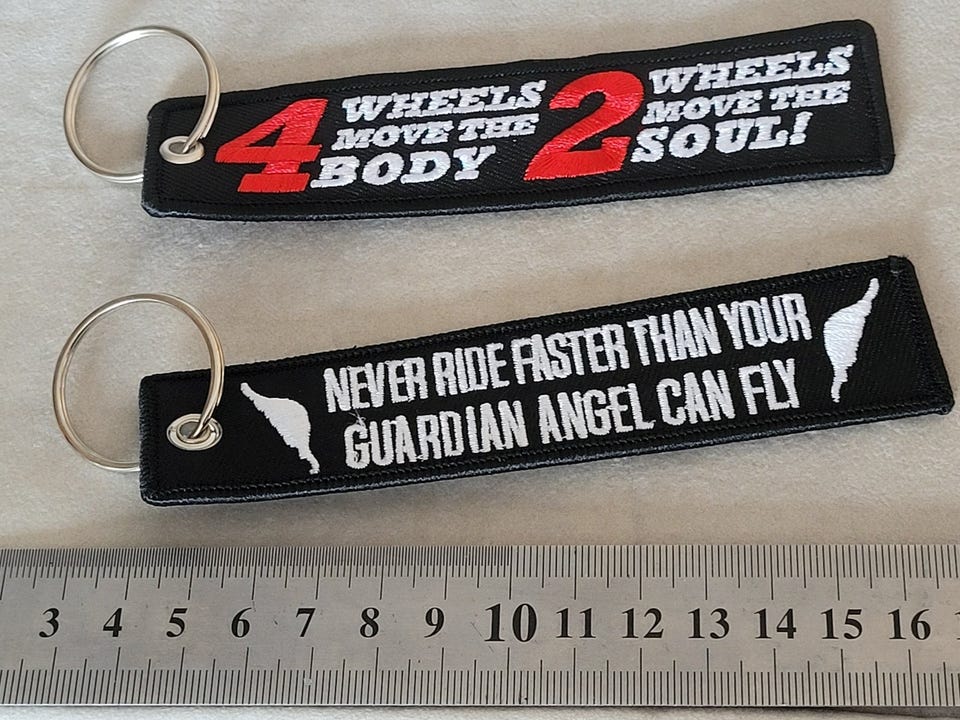 4 WHEELS
MOVE THE
BODY
2 WHEELS
MOVE THE
SOUL!
NEVER RIDE FASTER THAN YOUR
GUARDIAN ANGEL CAN FLY
3 4 5 6 7 8 9 10 11 12 13 14 15 16